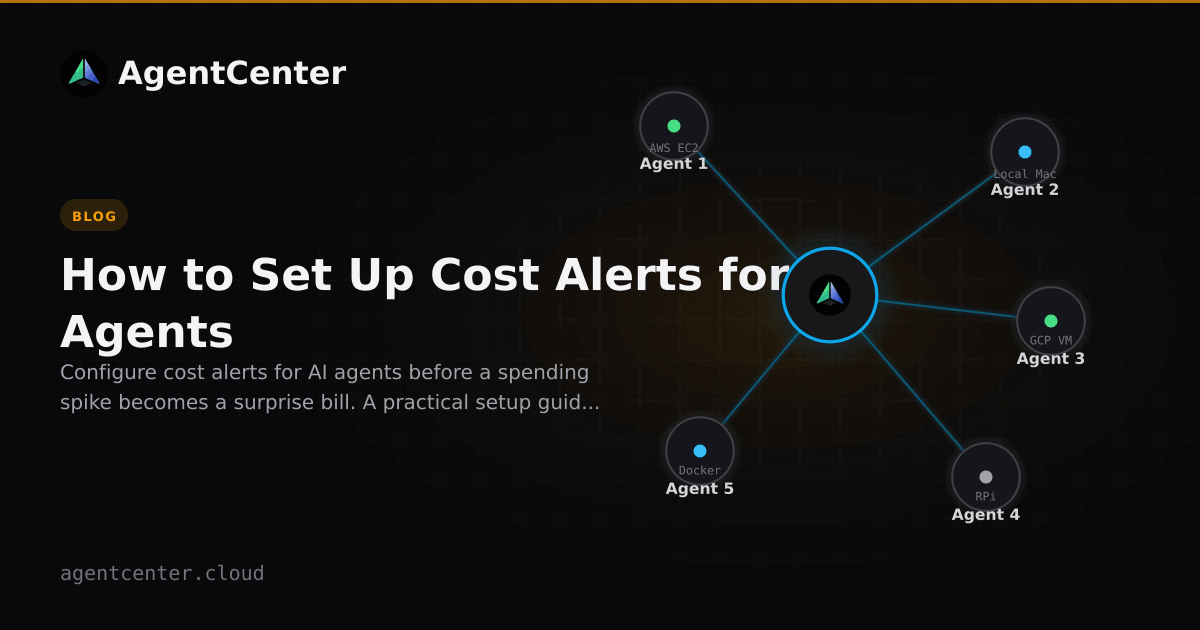 AgentCenter
BLOG
How to Set Up Cost Alerts for
Agents
Configure cost alerts for AI agents before a spending
spike becomes a surprise bill. A practical setup guid...
agentcenter.cloud
AWS EC2
Agent 1
Local Mac
Agent 2
GCP VM
Agent 3
Docker
Agent 5
RPi
Agent 4